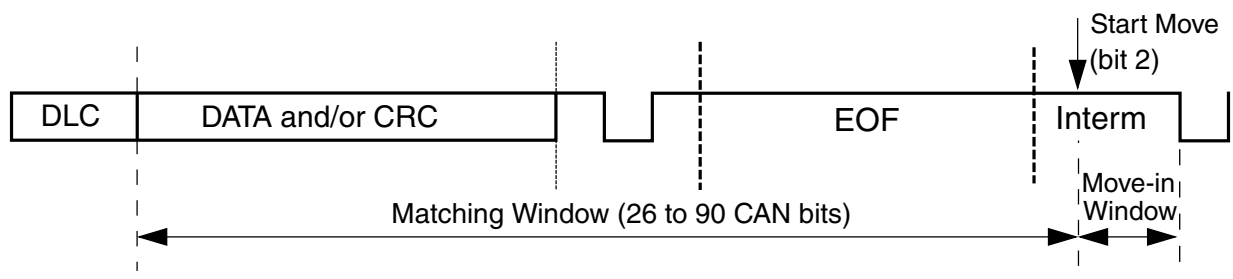 Start Move
(bit 2)
DLC
DATA and/or CRC
EOF
Interm
Matching Window (26 to 90 CAN bits)
Move-in
Window